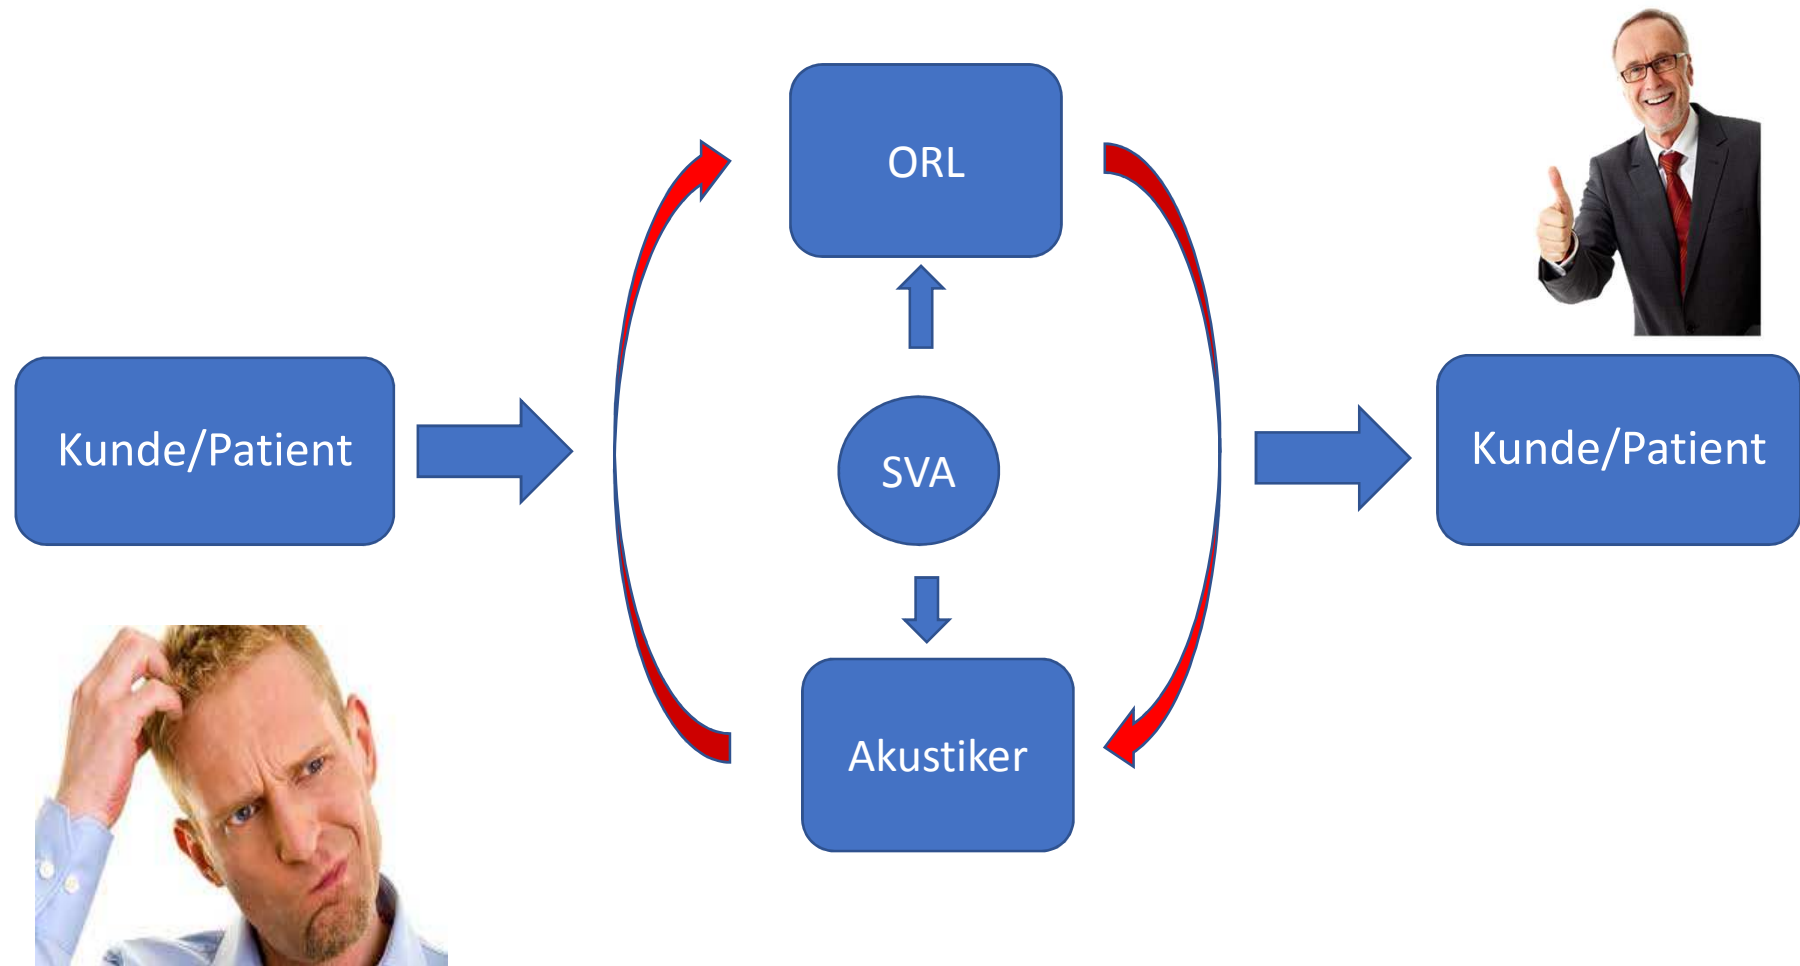 ORL
Kunde/Patient
SVA
Kunde/Patient
Akustiker